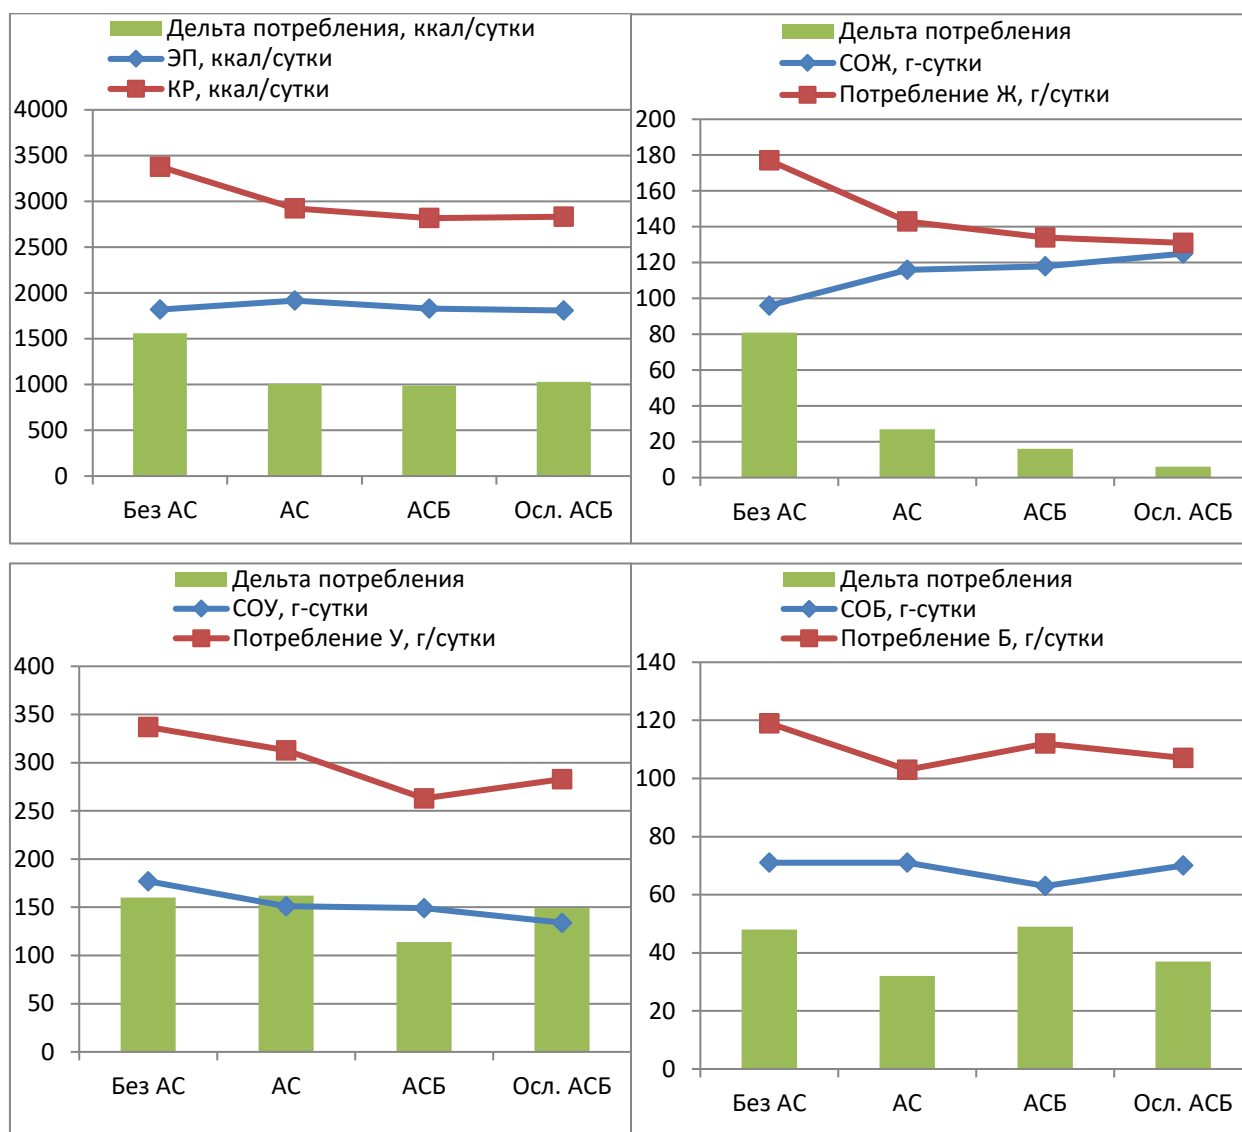 Дельта потребления, ккал/сутки
ЭП, ккал/сутки
КР, ккал/сутки
4000
3500
3000
2500
2000
1500
1000
500
0
Без АС АС АСБ Осл. АСБ
Дельта потребления
СОЖ, г-сутки
Потребление Ж, г/сутки
200
180
160
140
120
100
80
60
40
20
0
Без АС АС АСБ Осл. АСБ
Дельта потребления
СОУ, г-сутки
Потребление У, г/сутки
400
350
300
250
200
150
100
50
0
Без АС АС АСБ Осл. АСБ
Дельта потребления
СОБ, г-сутки
Потребление Б, г/сутки
140
120
100
80
60
40
20
0
Без АС АС АСБ Осл. АСБ